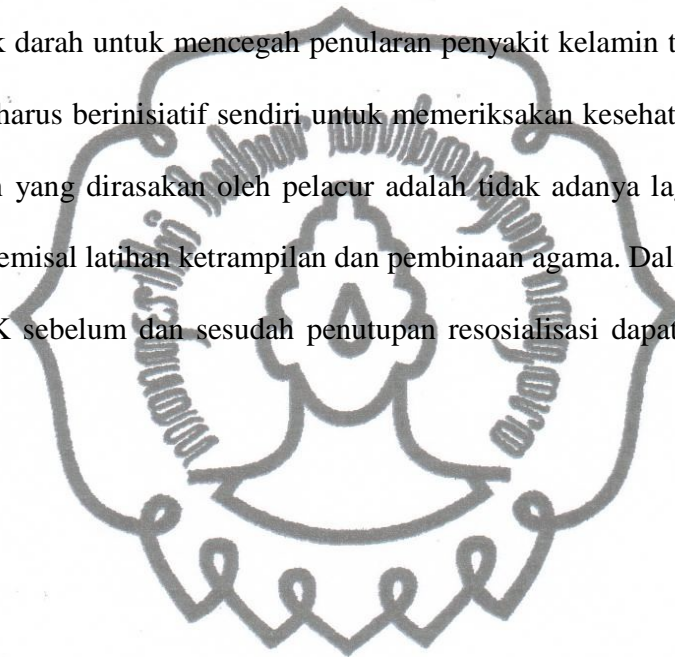 k darah untuk mencegah penularan penyakit kelamin t
harus berinisiatif sendiri untuk memeriksakan kesehat
yang dirasakan oleh pelacur adalah tidak adanya lag
emisal latihan ketrampilan dan pembinaan agama. Dal
K sebelum dan sesudah penutupan resosialisasi dapat